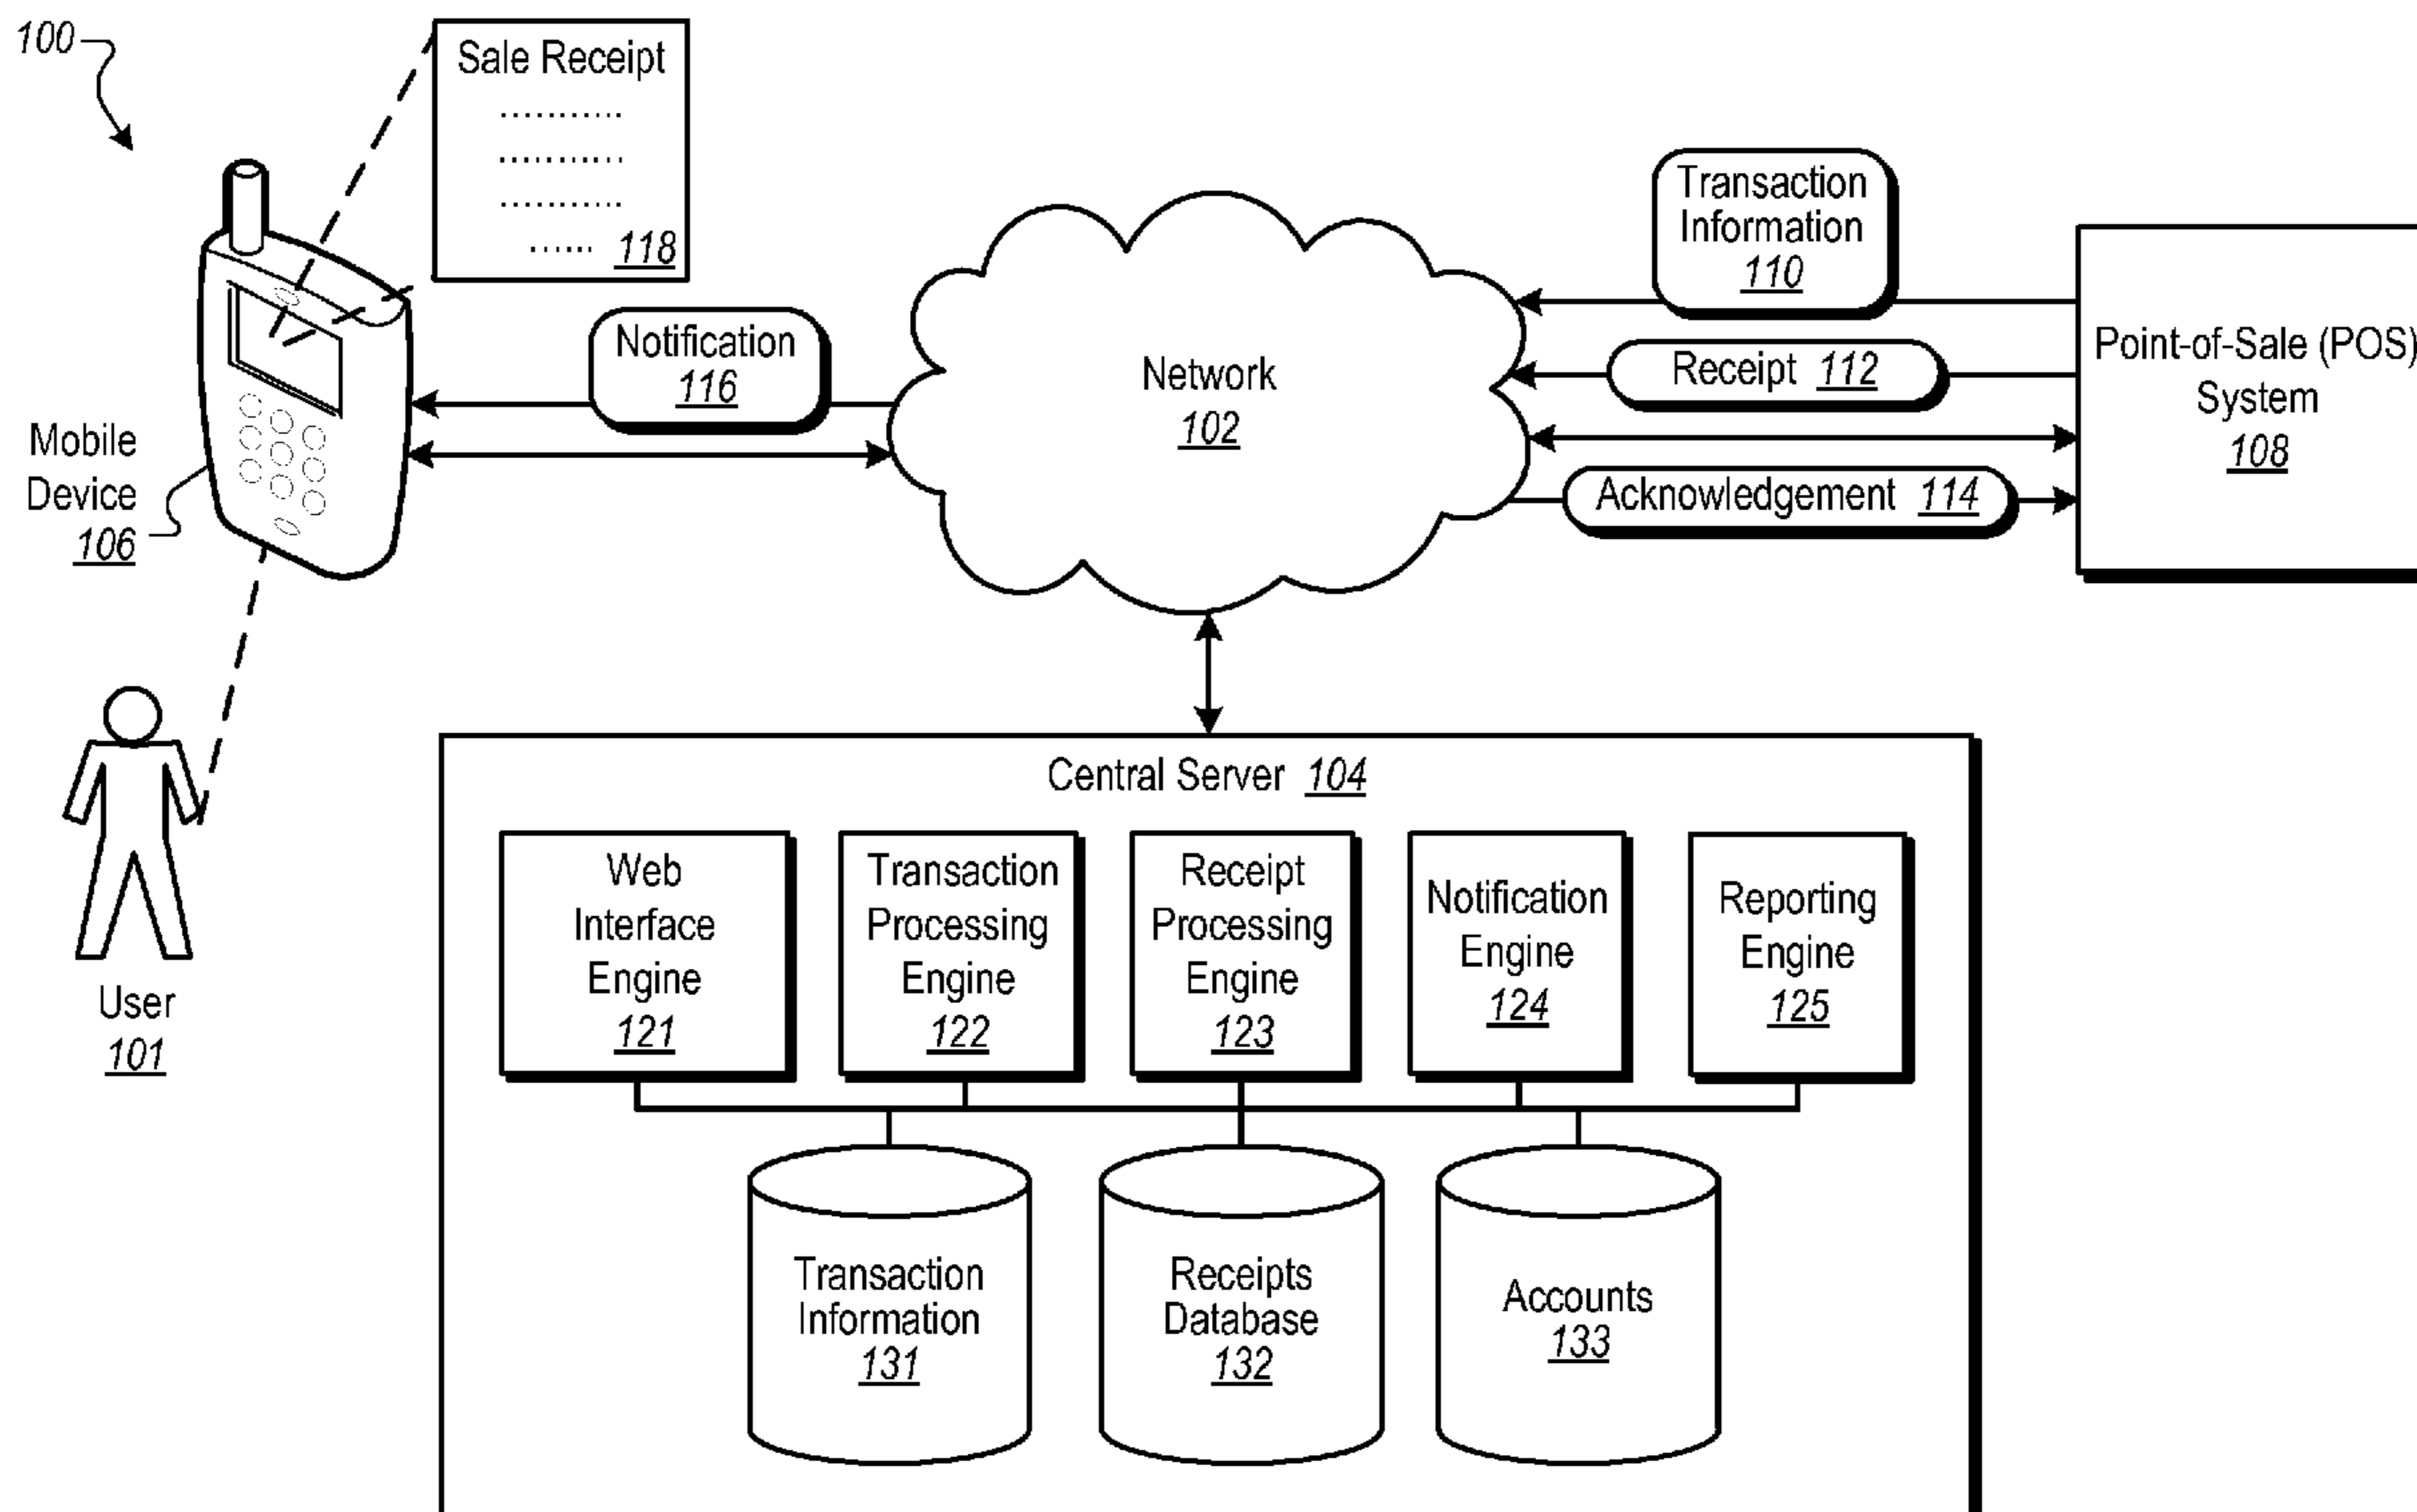 100
Sale Receipt
118
Transaction
Information
110
Notification
116
Network
102
Receipt 112
Point-of-Sale (POS)
System
108
Acknowledgement 114
Mobile
Device
106
Central Server 104
Web
Interface
Engine
121
Transaction
Processing
Engine
122
Receipt
Processing
Engine
123
Notification
Engine
124
Reporting
Engine
125
User
101
Transaction
Information
131
Receipts
Database
132
Accounts
133